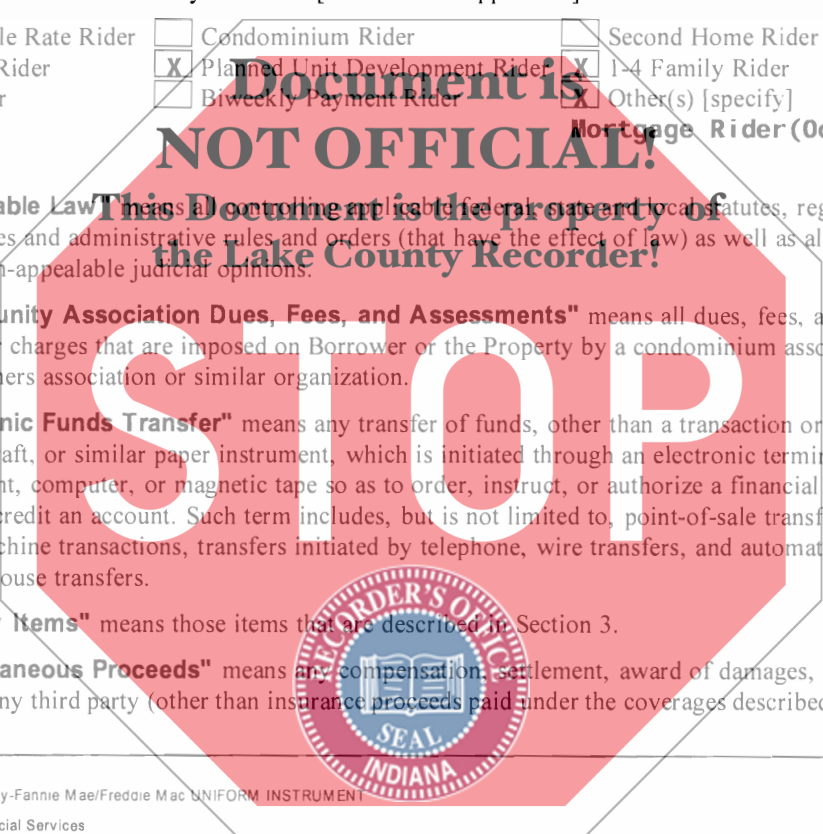 le Rate Rider Condominium Rider Second Home Rider
Rider X Planned Unit Development Rider X 1-4 Family Rider
r Biweekly Payment Rider X Other(s) [specify]
Mortgage Rider(Oc
Document is
NOT OFFICIAL!
This Document is the property of
the Lake County Recorder!
able Law" means all controlling applicable federal, state and local statutes, reg
es and administrative rules and orders (that have the effect of law) as well as al
n-appealable judicial opinions.
unity Association Dues, Fees, and Assessments" means all dues, fees, a
r charges that are imposed on Borrower or the Property by a condominium asso
ners association or similar organization.
nic Funds Transfer" means any transfer of funds, other than a transaction or
aft, or similar paper instrument, which is initiated through an electronic termin
nt, computer, or magnetic tape so as to order, instruct, or authorize a financial
credit an account. Such term includes, but is not limited to, point-of-sale transf
chine transactions, transfers initiated by telephone, wire transfers, and automat
ouse transfers.
STOP
Items" means those items that are described in Section 3.
aneous Proceeds" means any compensation, settlement, award of damages,
ny third party (other than insurance proceeds paid under the coverages described
RECORDER'S OFFICE
SEAL
INDIANA
y-Fannie Mae/Freddie Mac UNIFORM INSTRUMENT
cial Services